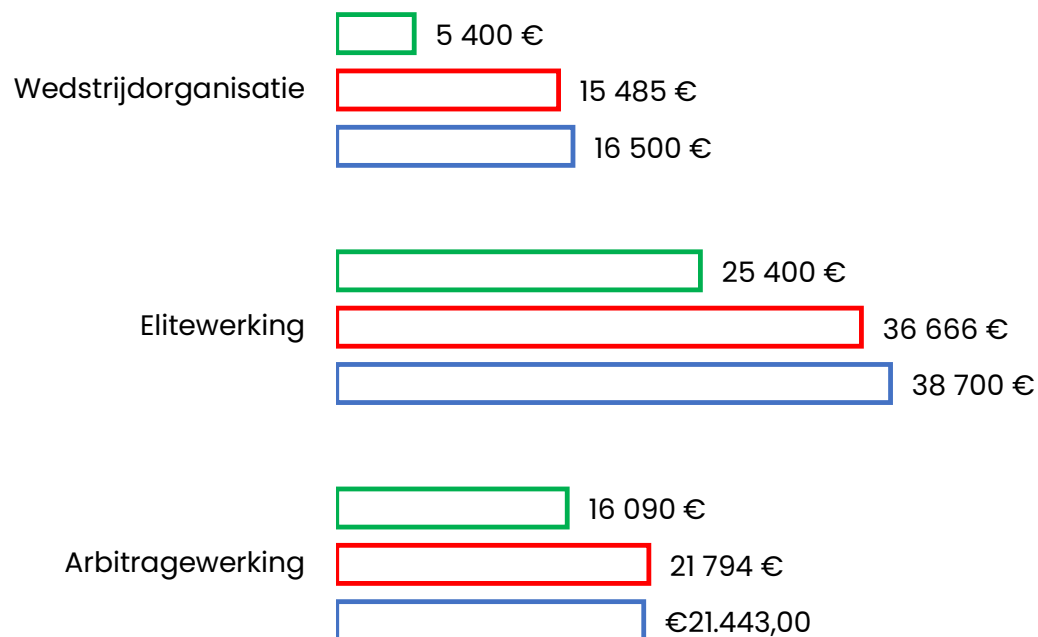 5 400 €
Wedstrijdorganisatie
15 485 €
16 500 €
25 400 €
Elitewerking
36 666 €
38 700 €
16 090 €
Arbitragewerking
21 794 €
€21.443,00